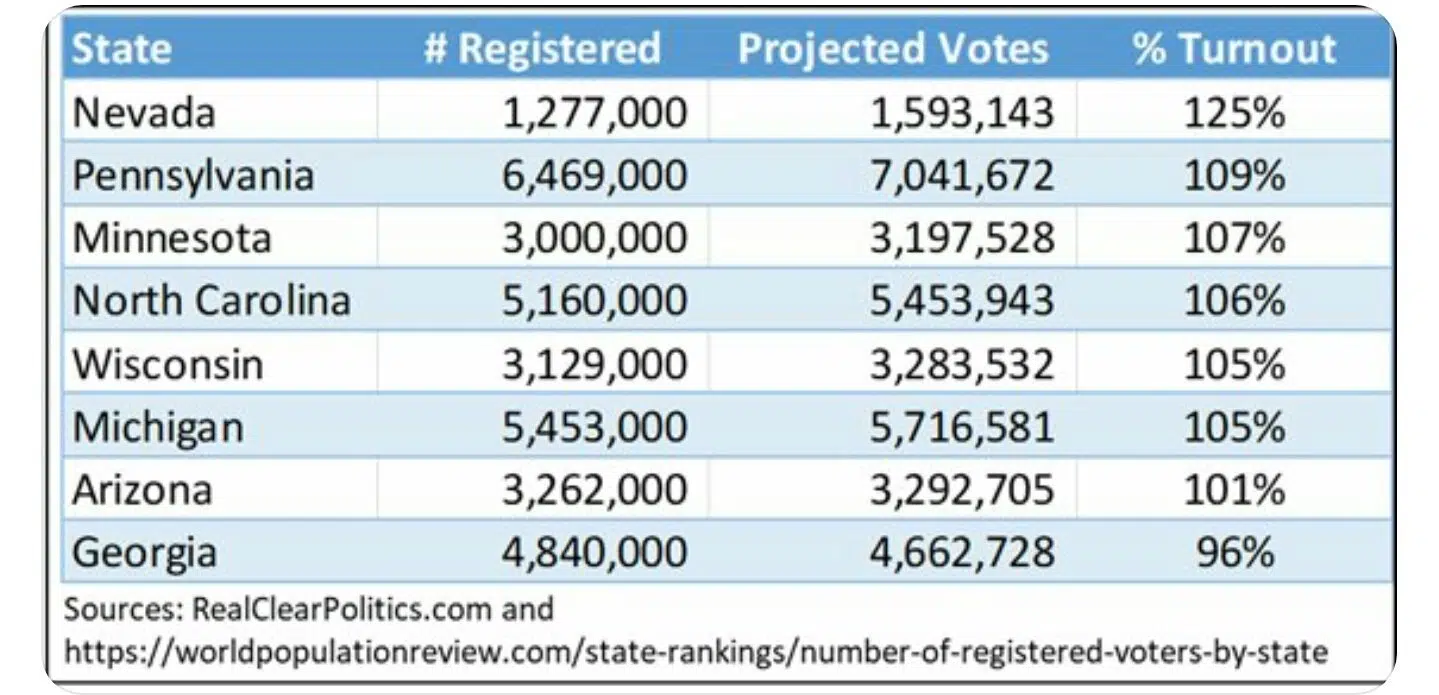 State # Registered Projected Votes % Turnout
Nevada 1,277,000 1,593,143 125%
Pennsylvania 6,469,000 7,041,672 109%
Minnesota 3,000,000 3,197,528 107%
North Carolina 5,160,000 5,453,943 106%
Wisconsin 3,129,000 3,283,532 105%
Michigan 5,453,000 5,716,581 105%
Arizona 3,262,000 3,292,705 101%
Georgia 4,840,000 4,662,728 96%
Sources: RealClearPolitics.com and
https://worldpopulationreview.com/state-rankings/number-of-registered-voters-by-state